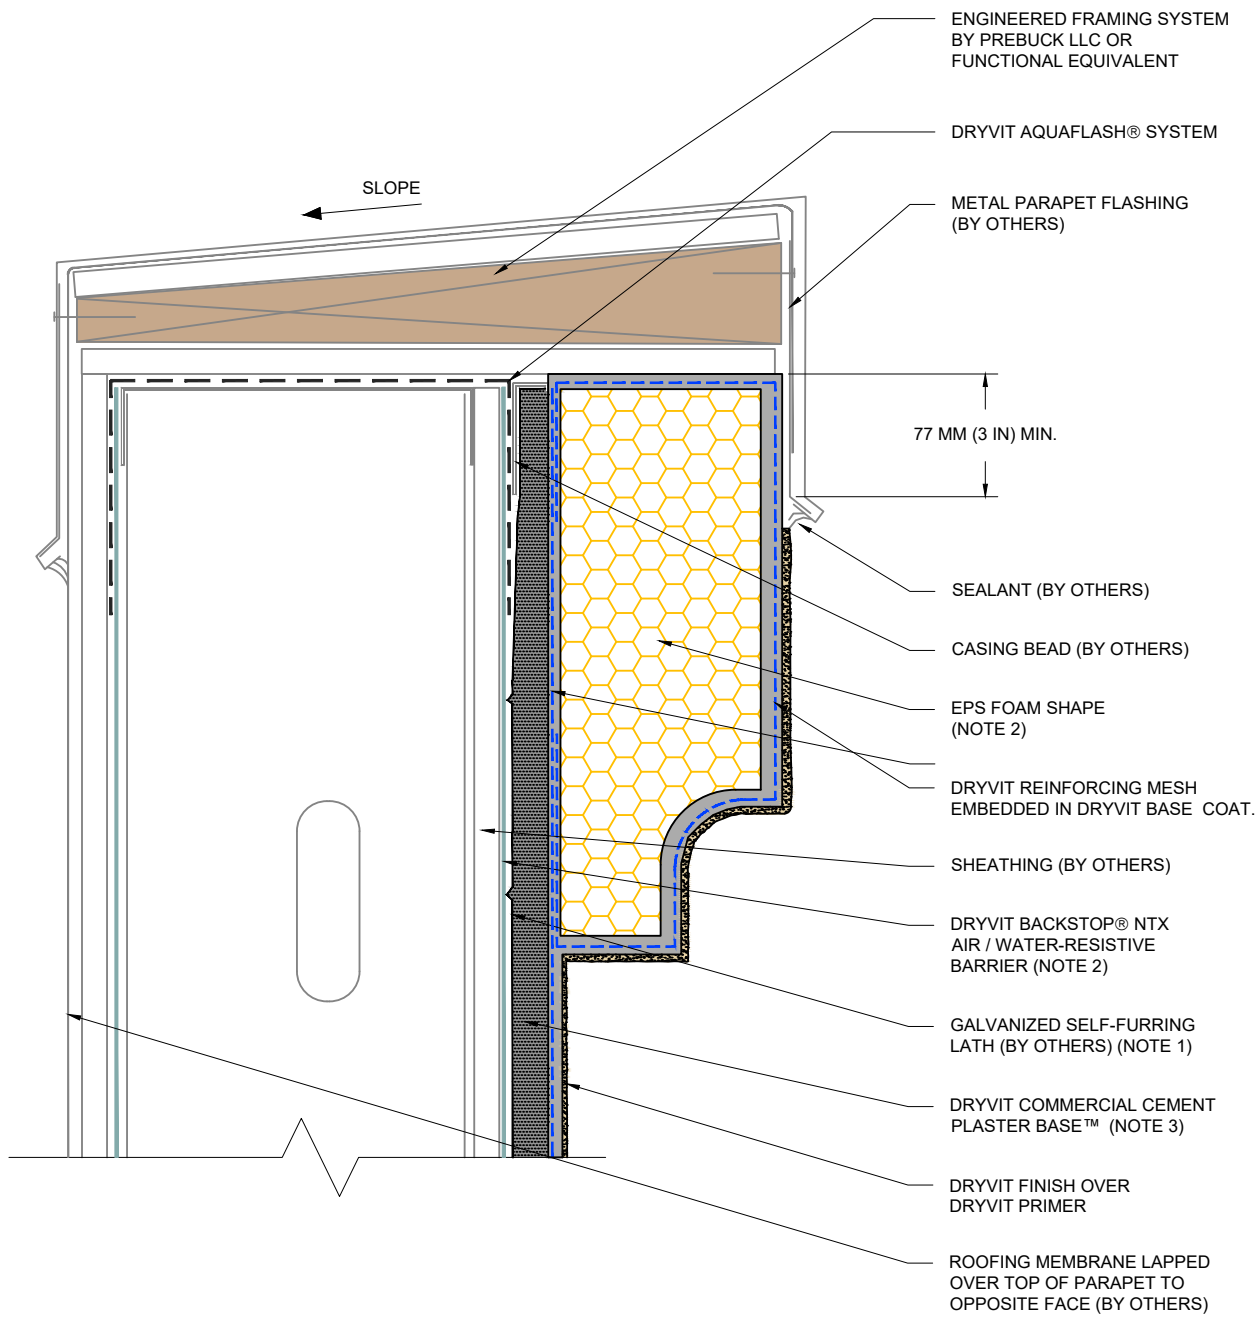 ENGINEERED FRAMING SYSTEM
BY PREBUCK LLC OR
FUNCTIONAL EQUIVALENT
DRYVIT AQUAFLASH® SYSTEM
SLOPE
METAL PARAPET FLASHING
(BY OTHERS)
77 MM (3 IN) MIN.
SEALANT (BY OTHERS)
CASING BEAD (BY OTHERS)
EPS FOAM SHAPE
(NOTE 2)
DRYVIT REINFORCING MESH
EMBEDDED IN DRYVIT BASE COAT.
SHEATHING (BY OTHERS)
DRYVIT BACKSTOP® NTX
AIR / WATER-RESISTIVE
BARRIER (NOTE 2)
GALVANIZED SELF-FURRING
LATH (BY OTHERS) (NOTE 1)
DRYVIT COMMERCIAL CEMENT
PLASTER BASE™ (NOTE 3)
DRYVIT FINISH OVER
DRYVIT PRIMER
ROOFING MEMBRANE LAPPED
OVER TOP OF PARAPET TO
OPPOSITE FACE (BY OTHERS)